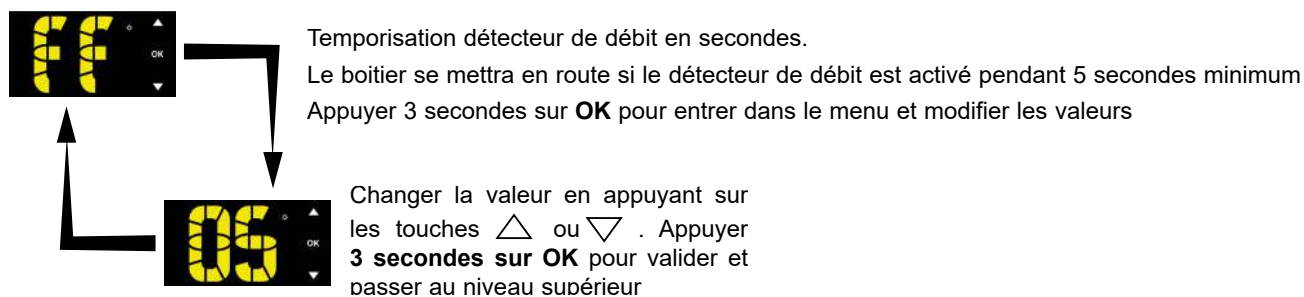 FF
OK
Temporisation détecteur de débit en secondes.
Le boitier se mettra en route si le détecteur de débit est activé pendant 5 secondes minimum
Appuyer 3 secondes sur OK pour entrer dans le menu et modifier les valeurs
05
OK
Changer la valeur en appuyant sur
les touches △ ou ▽ . Appuyer
3 secondes sur OK pour valider et
passer au niveau supérieur